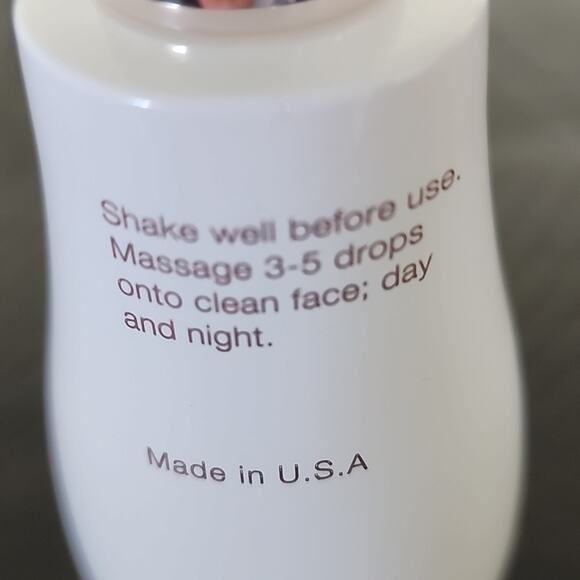 Shake well before use.
Massage 3-5 drops
onto clean face; day
and night.
Made in U.S.A